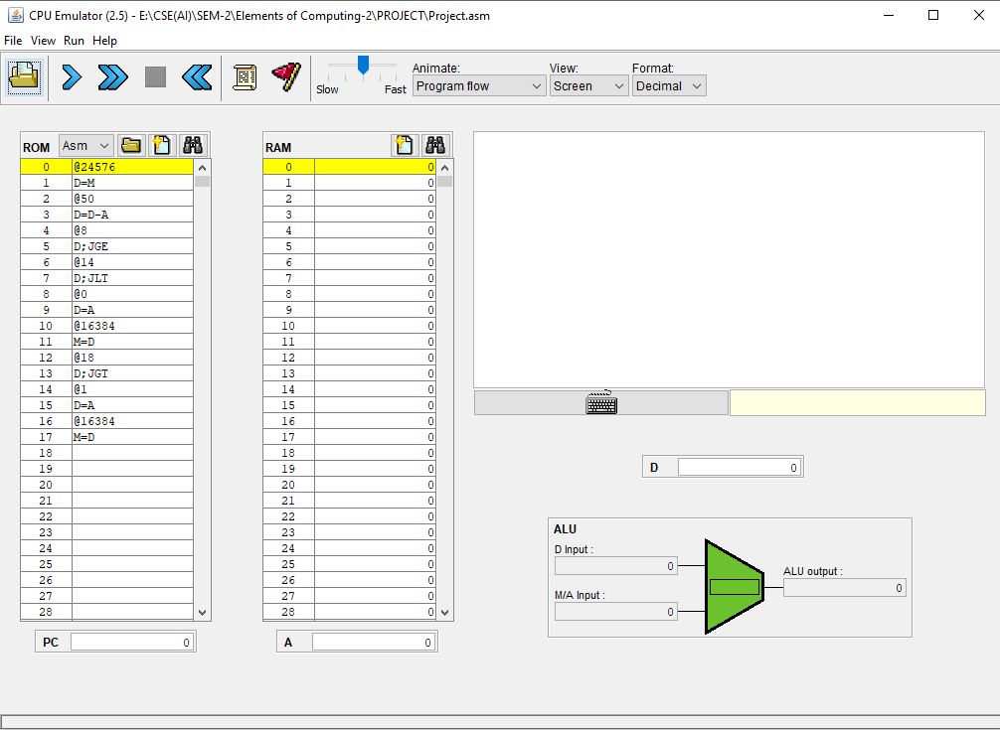 CPU Emulator (2.5) - E:\CSE(AI)\SEM-2\Elements of Computing-2\PROJECT\Project.asm
File View Run Help
Slow Fast
Animate: View: Format:
Program flow Screen Decimal
ROM Asm RAM
0 @24576 0 0
1 D=M 1 0
2 @50 2 0
3 D=D-A 3 0
4 @8 4 0
5 D;JGE 5 0
6 @14 6 0
7 D;JLT 7 0
8 @0 8 0
9 D=A 9 0
10 @16384 10 0
11 M=D 11 0
12 @18 12 0
13 D;JGT 13 0
14 @1 14 0
15 D=A 15 0
16 @16384 16 0
17 M=D 17 0
18 18 0
19 19 0
20 20 0
21 21 0
22 22 0
23 23 0
24 24 0
25 25 0
26 26 0
27 27 0
28 28 0
PC 0 A 0
D 0
ALU
D Input : 0
M/A Input : 0
ALU output : 0